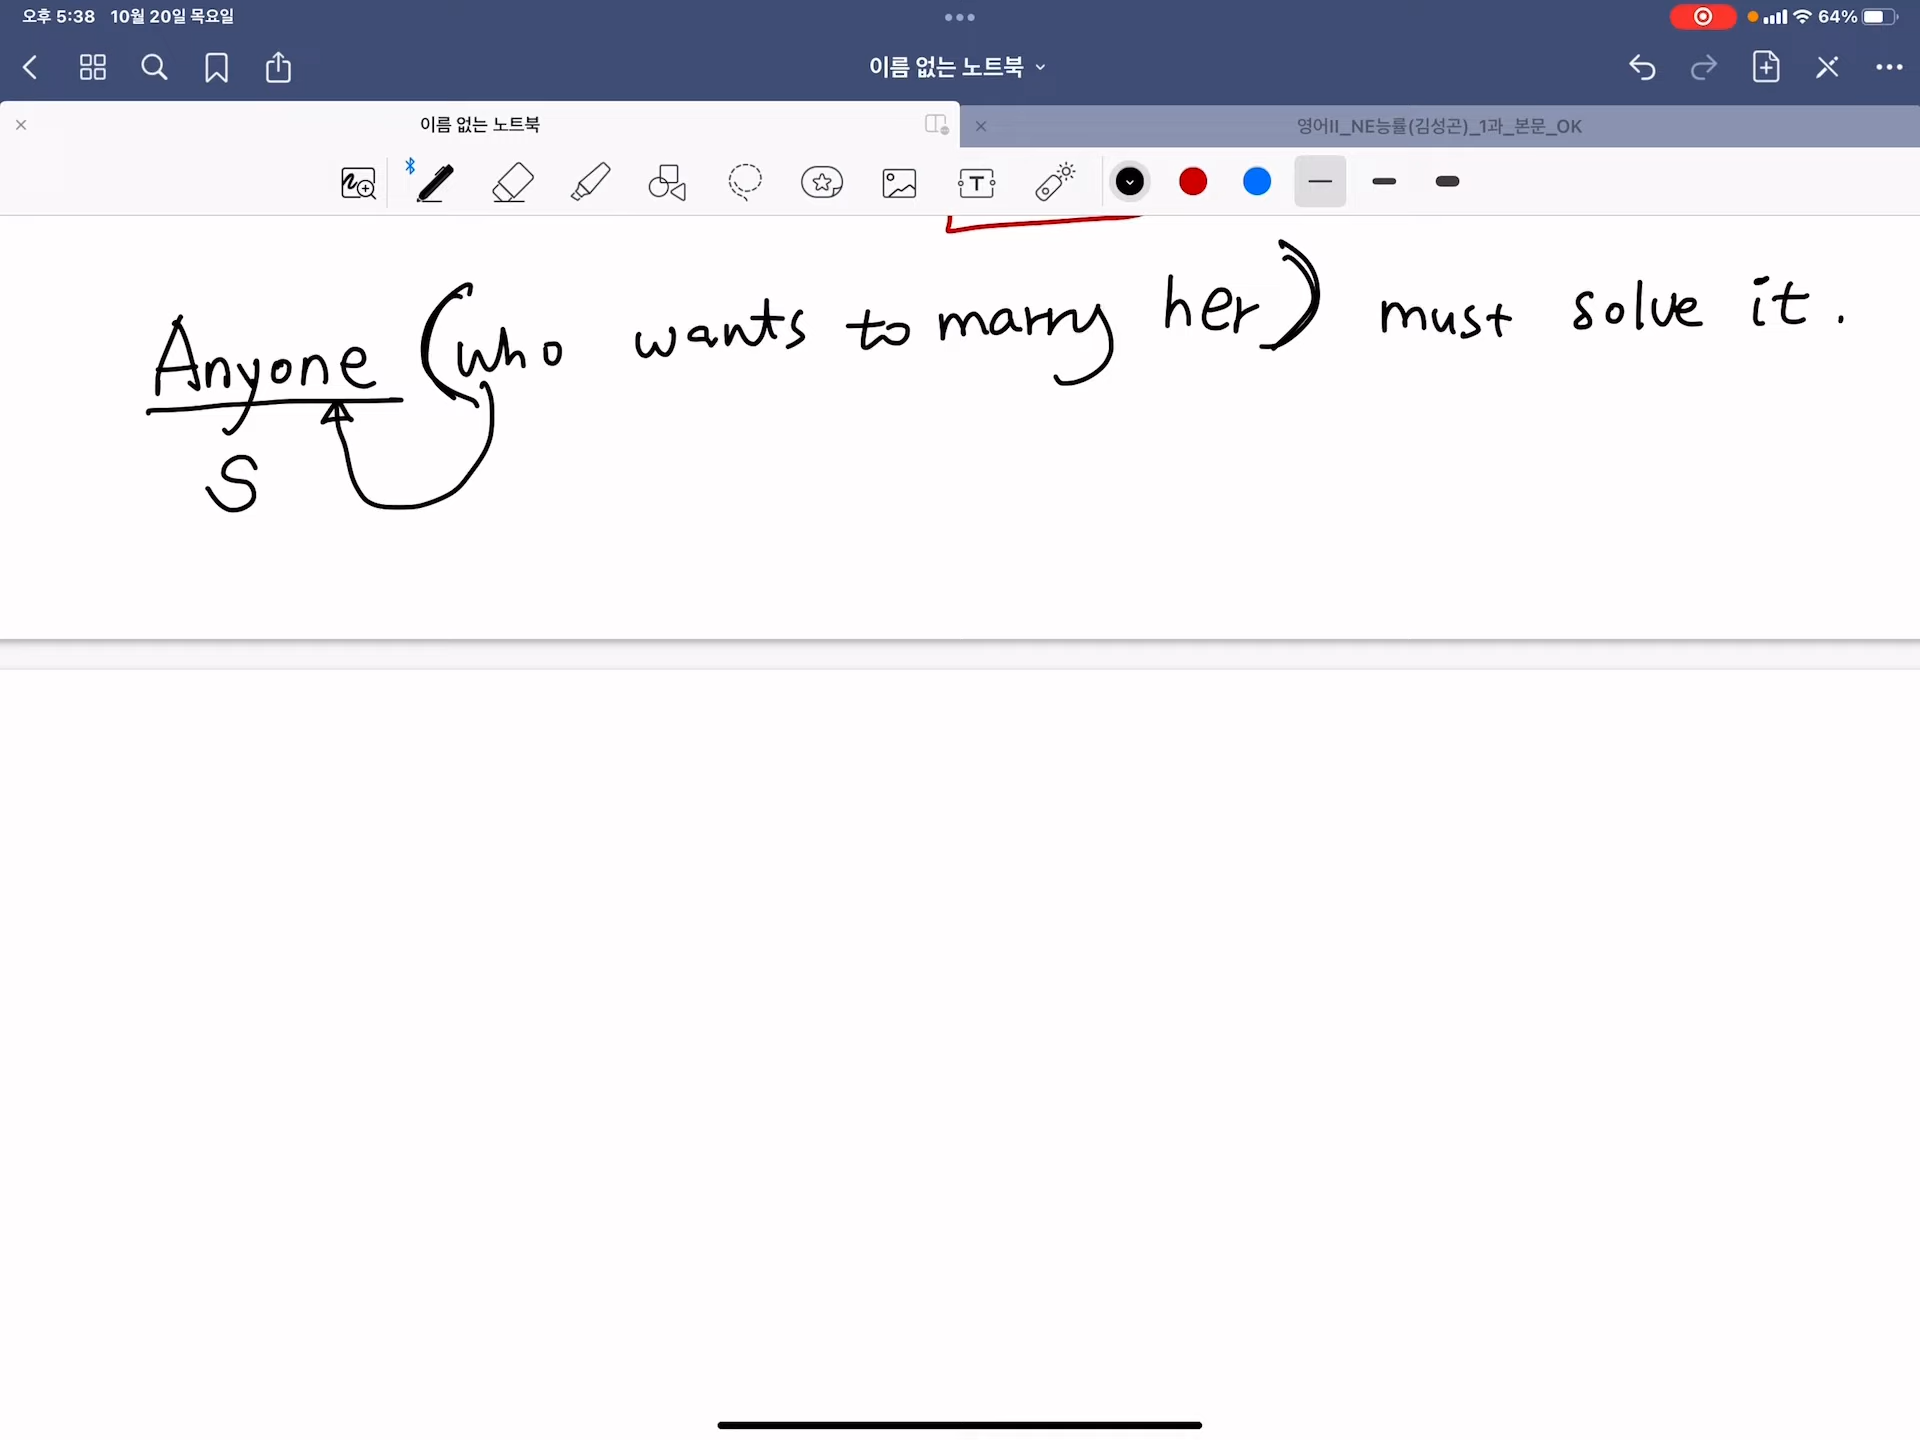 오후 5:38 10월 20일 목요일 64%
이름 없는 노트북
이름 없는 노트북 영어II_NE능률(김성곤)_1과_본문_OK
T
Anyone (who wants to marry her) must solve it.
S